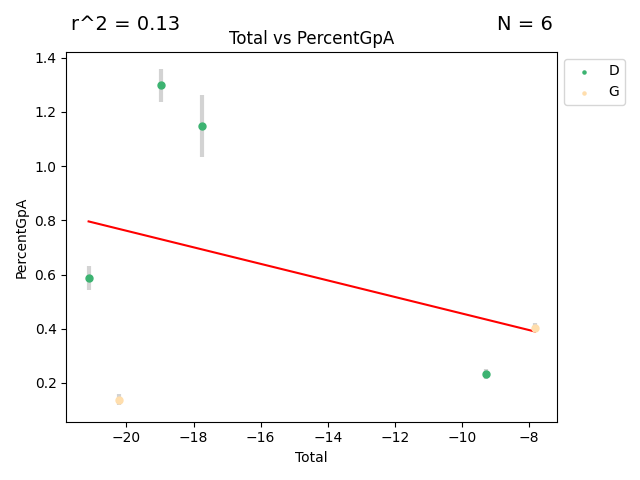 r^2 = 0.13
N = 6
Total vs PercentGpA
D
G
PercentGpA
1.4
1.2
1.0
0.8
0.6
0.4
0.2
−20
−18
−16
−14
−12
−10
−8
Total